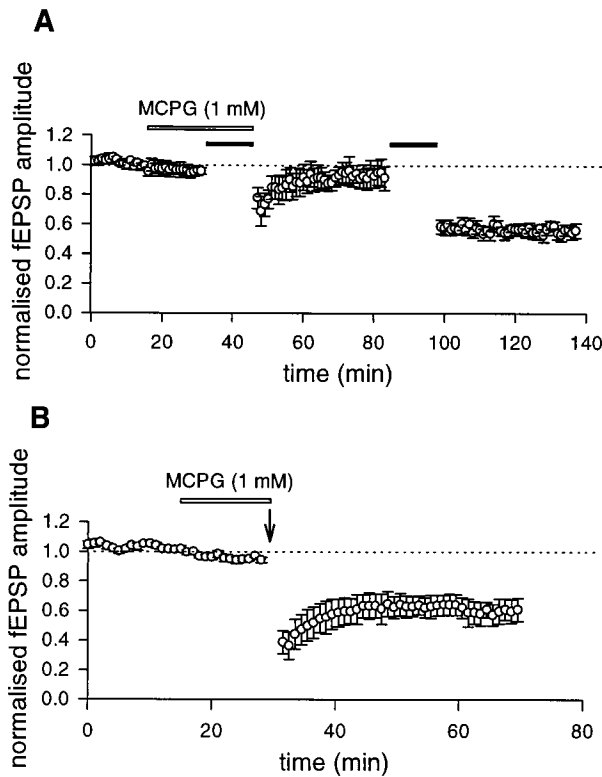 A
MCPG (1 mM)
normalised fEPSP amplitude
1.2
1.0
0.8
0.6
0.4
0.2
0.0
0 20 40 60 80 100 120 140
time (min)
B
MCPG (1 mM)
normalised fEPSP amplitude
1.2
1.0
0.8
0.6
0.4
0.2
0.0
0 20 40 60 80
time (min)